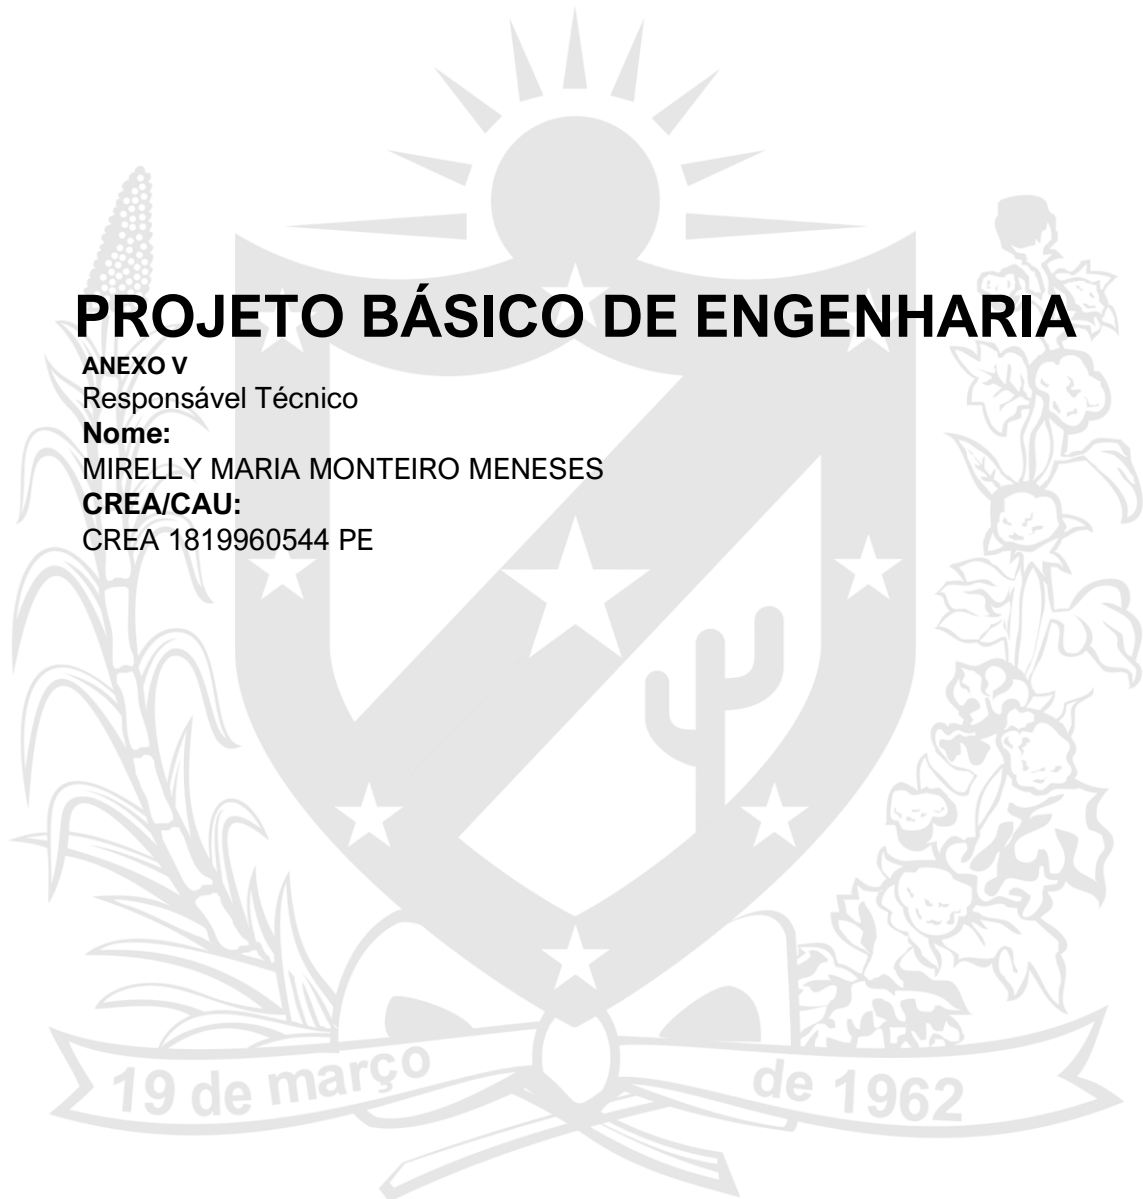 PROJETO BÁSICO DE ENGENHARIA
ANEXO V
Responsável Técnico
Nome:
MIRELLY MARIA MONTEIRO MENESES
CREA/CAU:
CREA 1819960544 PE
19 de março de 1962